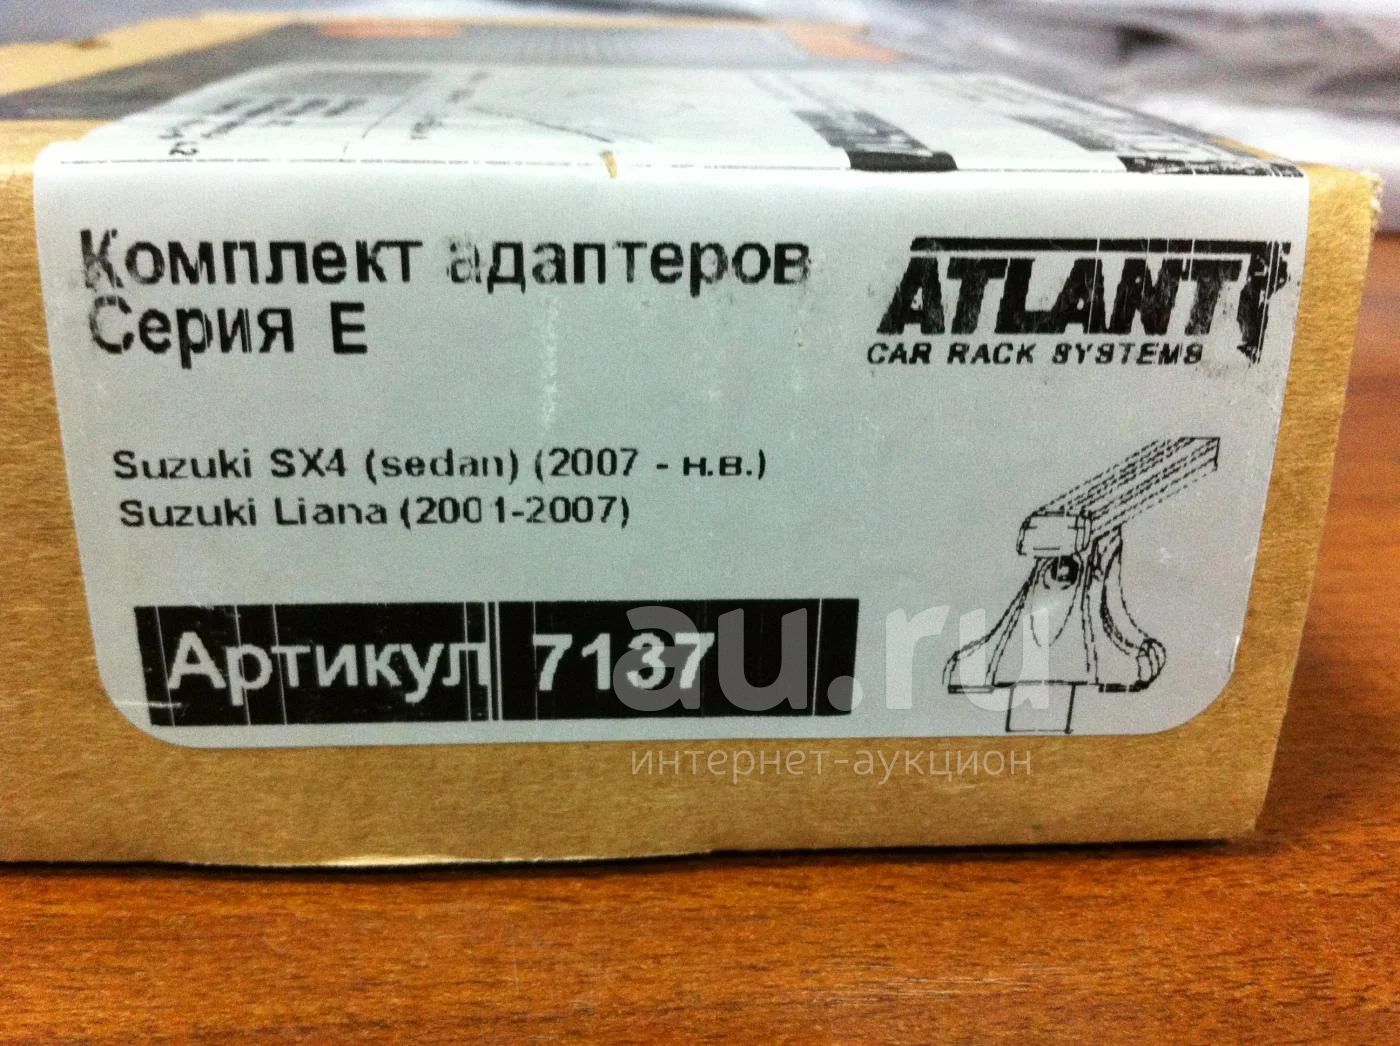 Комплект адаптеров
Серия Е
ATLANT
CAR RACK SYSTEMS
Suzuki SX4 (sedan) (2007 - н.в.)
Suzuki Liana (2001-2007)
Артикул 7137
au.ru
интернет-аукцион